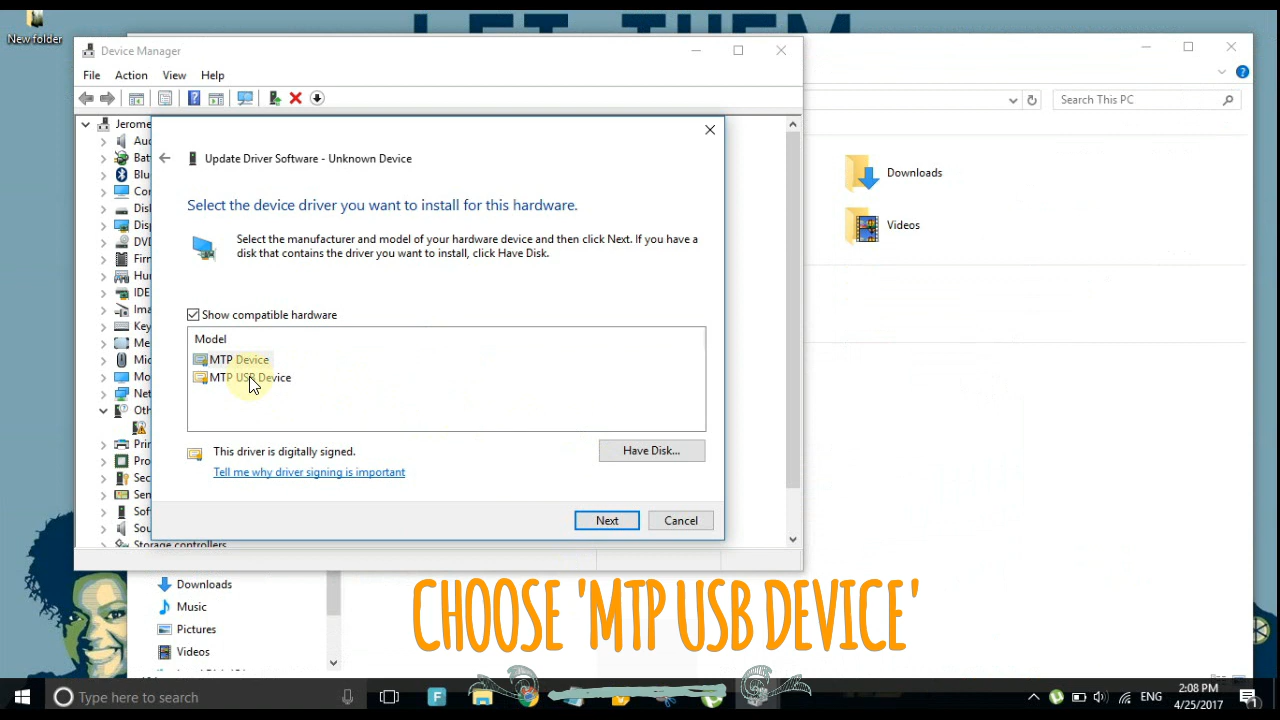 New folder
Device Manager
File Action View Help
Search This PC
Jerome
Update Driver Software - Unknown Device
Select the device driver you want to install for this hardware.
Select the manufacturer and model of your hardware device and then click Next. If you have a
disk that contains the driver you want to install, click Have Disk.
Show compatible hardware
Model
MTP Device
MTP USB Device
This driver is digitally signed.
Have Disk...
Tell me why driver signing is important
Next Cancel
Aud
Bat
Blu
Co
Dis
Disp
DVD
Firr
Hur
IDE
Ima
Key
Me
Mic
Mo
Net
Oth
Prin
Pro
Sec
Sen
Sof
Sou
Storage controllers
Downloads
Videos
Downloads
Music
Pictures
Videos
CHOOSE 'MTP USB DEVICE'
Type here to search
F
ENG
2:08 PM
4/25/2017
1